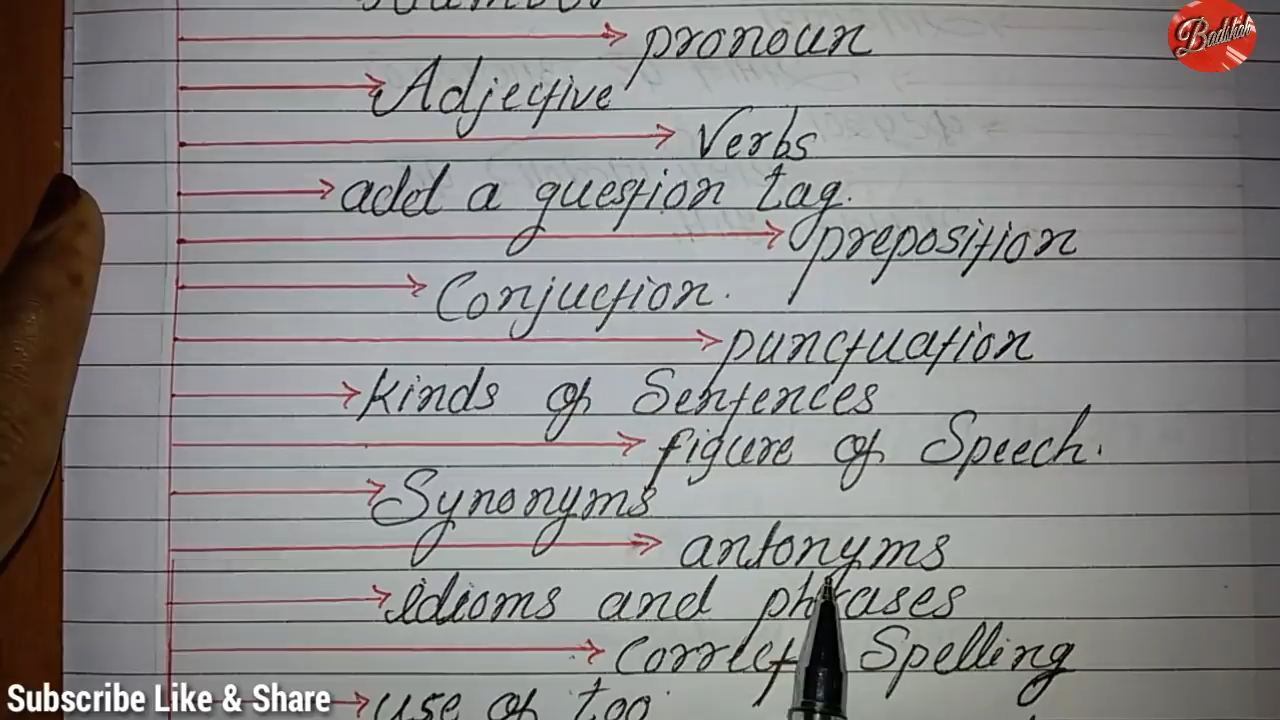 Badshah
pronoun
Adjective
Verbs
add a question tag.
preposition
Conjuction.
punctuation
kinds of Sentences
figure of Speech.
Synonyms
antonyms
idioms and phrases
Correct Spelling
use of too
Subscribe Like & Share